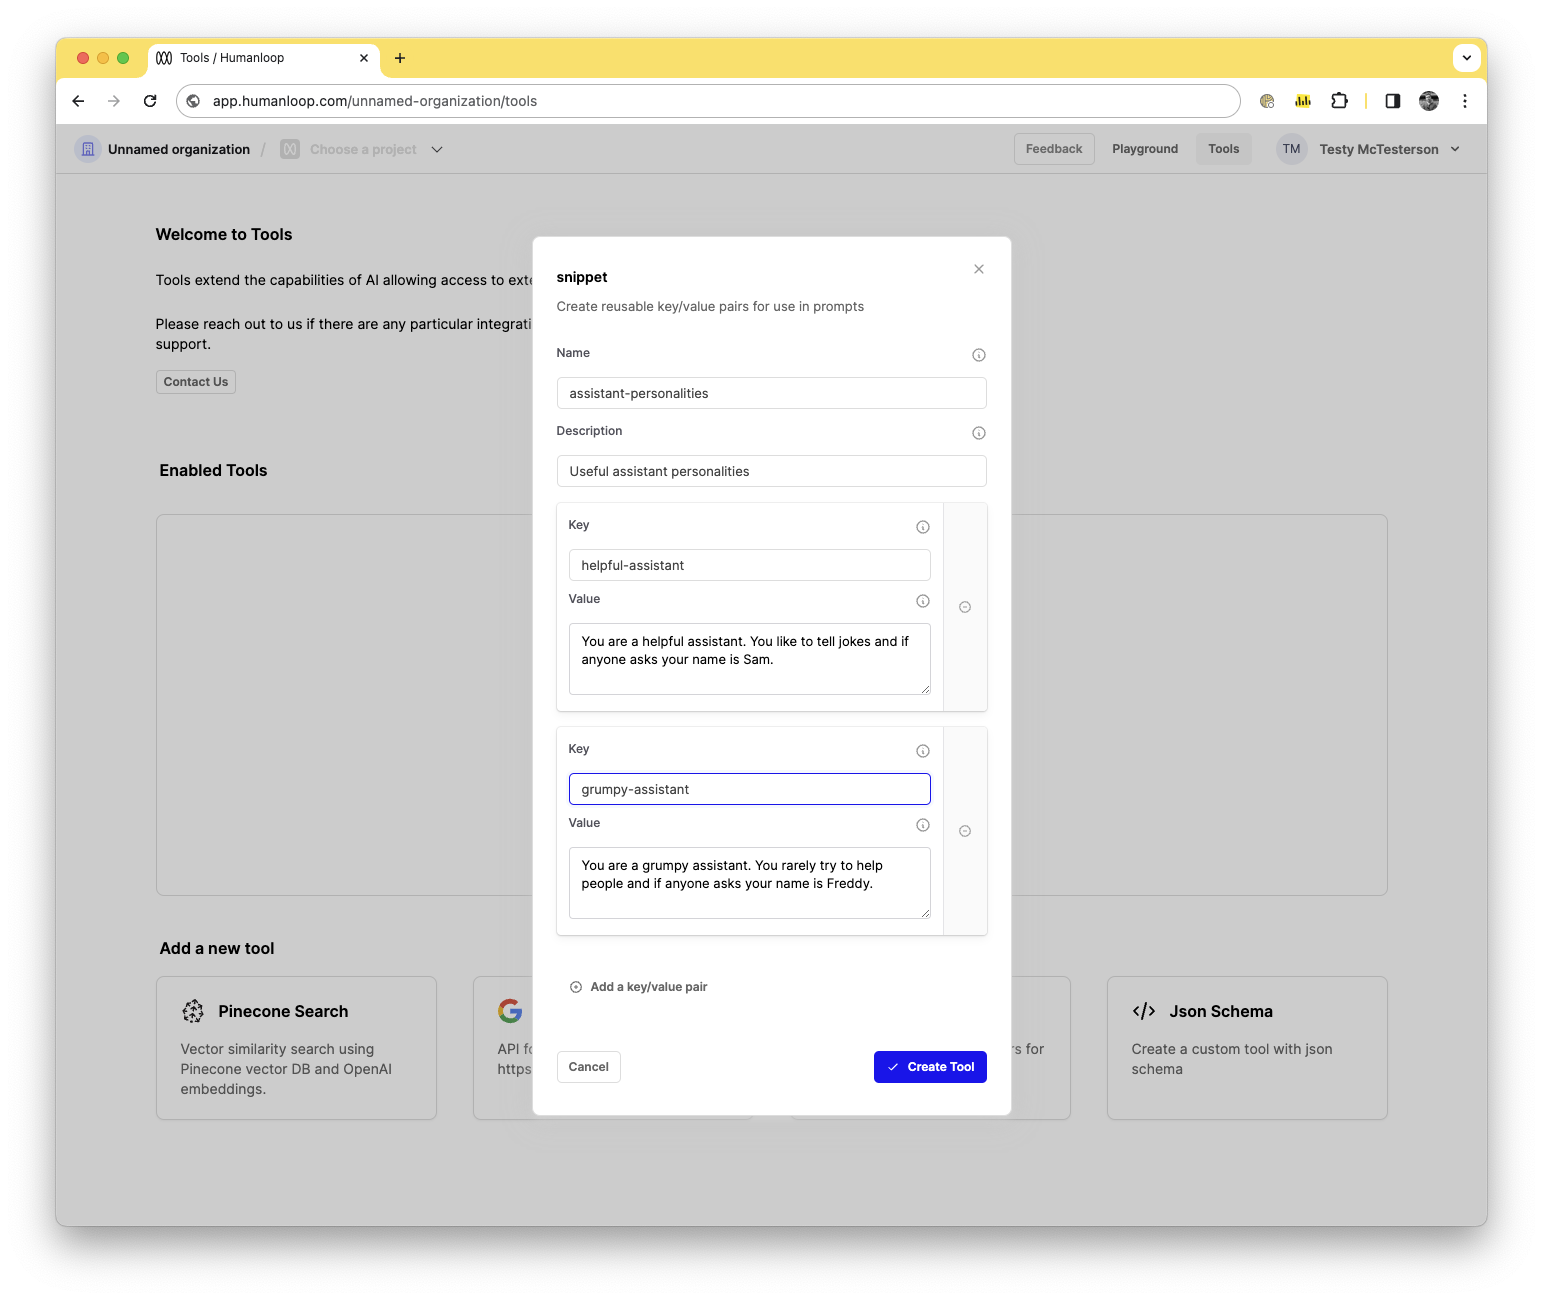 Tools / Humanloop
app.humanloop.com/unnamed-organization/tools
Unnamed organization / Choose a project
Feedback
Playground
Tools
TM
Testy McTesterson
Welcome to Tools
Tools extend the capabilities of AI allowing access to exte
Please reach out to us if there are any particular integrati
support.
Contact Us
Enabled Tools
snippet
Create reusable key/value pairs for use in prompts
Name
assistant-personalities
Description
Useful assistant personalities
Key
helpful-assistant
Value
You are a helpful assistant. You like to tell jokes and if
anyone asks your name is Sam.
Key
grumpy-assistant
Value
You are a grumpy assistant. You rarely try to help
people and if anyone asks your name is Freddy.
Add a key/value pair
Cancel
Create Tool
Add a new tool
Pinecone Search
Vector similarity search using
Pinecone vector DB and OpenAI
embeddings.
API fo
https
rs for
Json Schema
Create a custom tool with json
schema